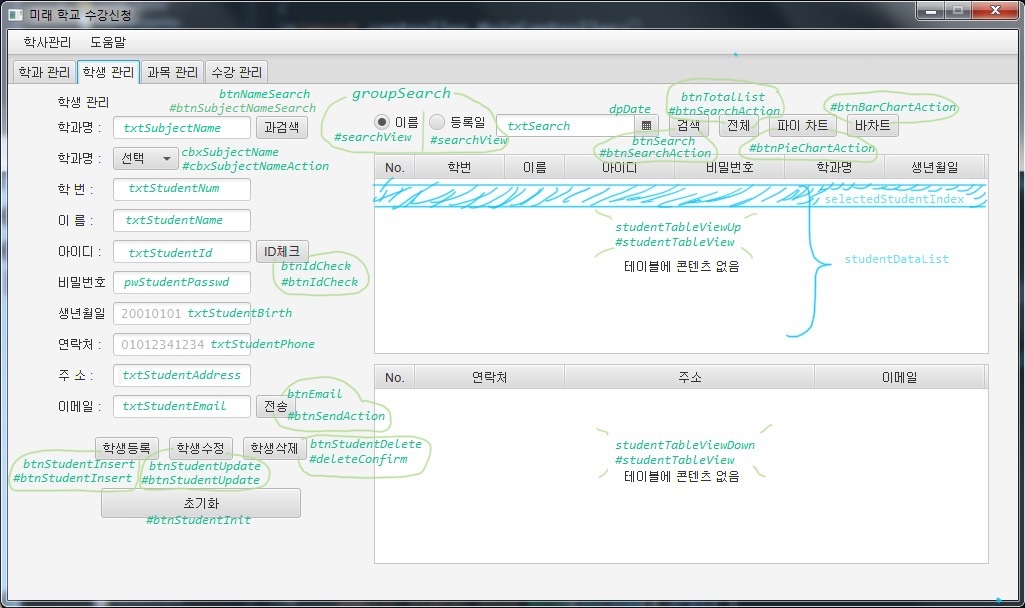 미래 학교 수강신청
학사관리 도움말
학과 관리 학생 관리 과목 관리 수강 관리
학생 관리
btnNameSearch
#btnSubjectNameSearch
학과명 : txtSubjectName 과검색
학과명 : 선택 cbxSubjectName
#cbxSubjectNameAction
학 번 : txtStudentNum
이 름 : txtStudentName
아이디 : txtStudentId ID체크
btnIdCheck
#btnIdCheck
비밀번호 pwStudentPasswd
생년월일 20010101 txtStudentBirth
연락처 : 01012341234 txtStudentPhone
주 소 : txtStudentAddress
이메일 : txtStudentEmail 전송
btnEmail
#btnSendAction
학생등록 학생수정 학생삭제
btnStudentInsert
#btnStudentInsert
btnStudentUpdate
#btnStudentUpdate
btnStudentDelete
#deleteConfirm
초기화
#btnStudentInit
groupSearch
이름 등록일 txtSearch 검색 전체 파이 차트 바차트
#searchView #searchView
dpDate
btnTotalList
#btnSearchAction
#btnBarChartAction
btnSearch
#btnSearchAction
#btnPieChartAction
No. 학번 이름 아이디 비밀번호 학과명 생년월일
selectedStudentIndex
studentTableViewUp
#studentTableView
테이블에 콘텐츠 없음
studentDataList
No. 연락처 주소 이메일
studentTableViewDown
#studentTableView
테이블에 콘텐츠 없음